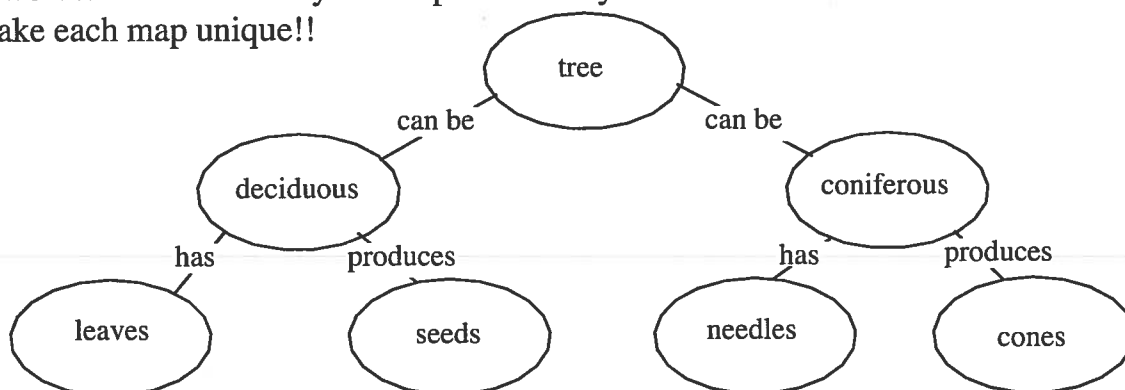 ake each map unique!!
tree
can be
can be
deciduous
coniferous
has
produces
has
produces
leaves
seeds
needles
cones